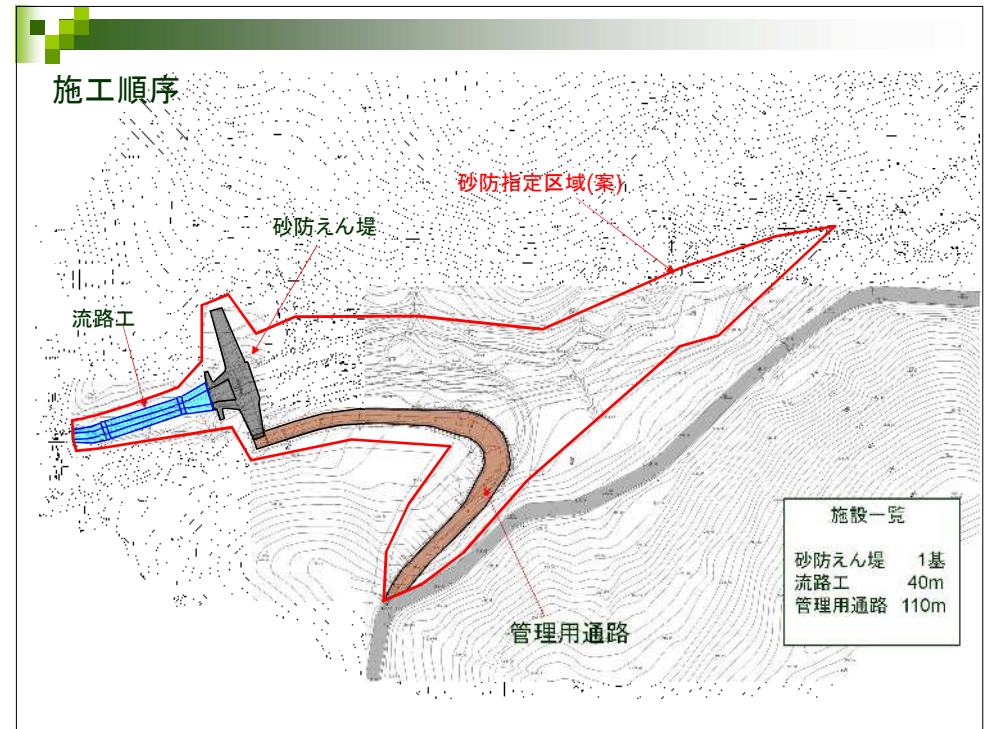 施工順序
砂防指定区域(案)
砂防えん堤
流路工
管理用通路
施設一覧
砂防えん堤 1基
流路工 40m
管理用通路 110m